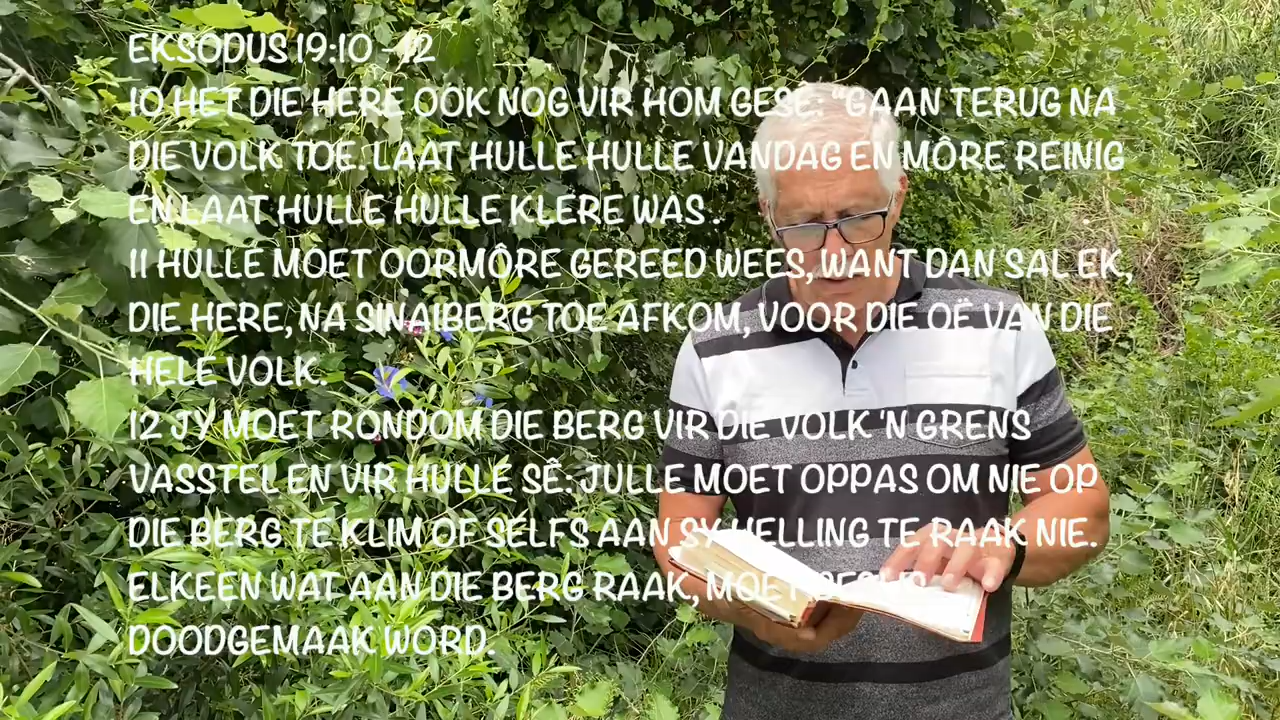 EKSODUS 19:10 - 12
10 HET DIE HERE OOK NOG VIR HOM GESÊ: "GAAN TERUG NA
DIE VOLK TOE. LAAT HULLE HULLE VANDAG EN MÔRE REINIG
EN LAAT HULLE HULLE KLERE WAS.
11 HULLE MOET OORMÔRE GEREED WEES, WANT DAN SAL EK,
DIE HERE, NA SINAIBERG TOE AFKOM, VOOR DIE OË VAN DIE
HELE VOLK.
12 JY MOET RONDOM DIE BERG VIR DIE VOLK 'N GRENS
VASSTEL EN VIR HULLE SÊ: JULLE MOET OPPAS OM NIE OP
DIE BERG TE KLIM OF SELFS AAN SY HELLING TE RAAK NIE.
ELKEEN WAT AAN DIE BERG RAAK, MOET
DOODGEMAAK WORD.